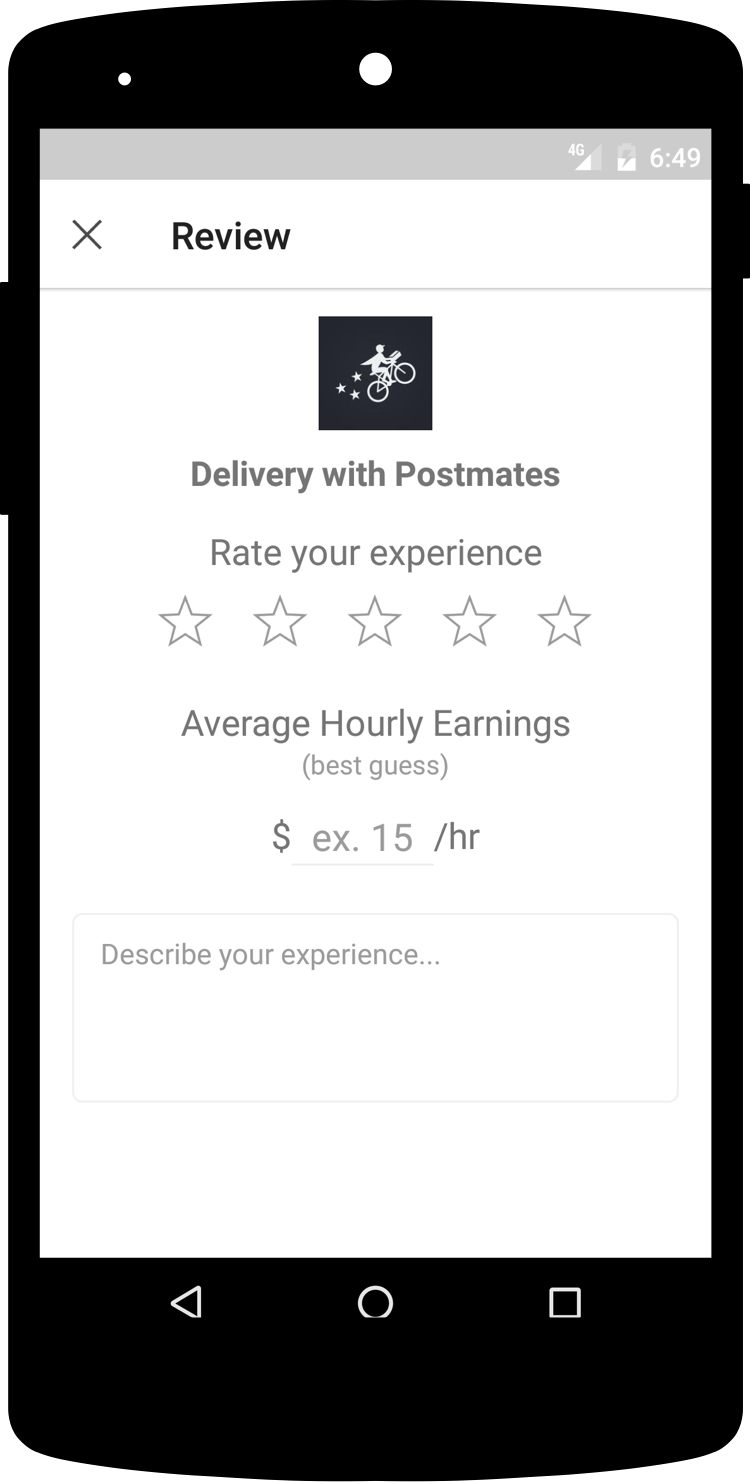 4G 6:49
Review
Delivery with Postmates
Rate your experience
Average Hourly Earnings
(best guess)
$ ex. 15 /hr
Describe your experience...